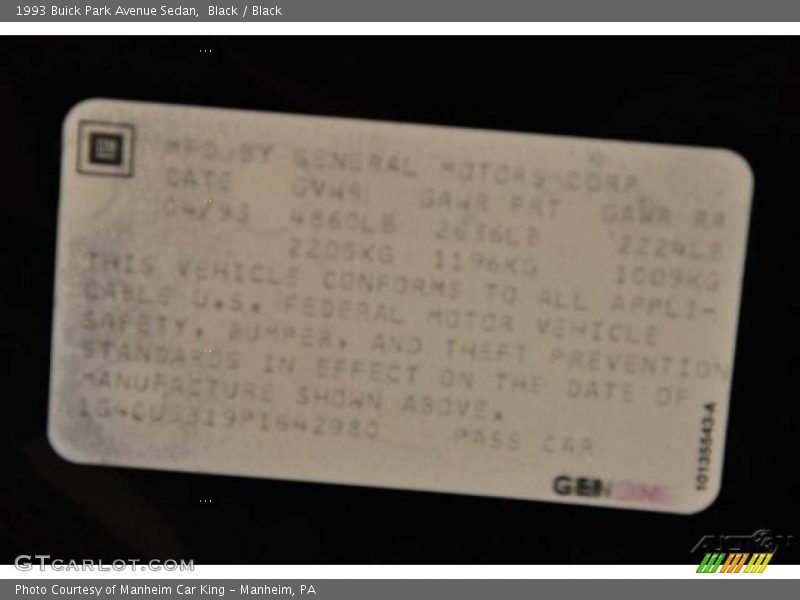 1993 Buick Park Avenue Sedan, Black / Black
GM
MFD. BY GENERAL MOTORS CORP
DATE GVWR GAWR FRT GAWR RR
04/93 4860LB 2636LB 2224LB
2205KG 1196KG 1009KG
THIS VEHICLE CONFORMS TO ALL APPLI-
CABLE U.S. FEDERAL MOTOR VEHICLE
SAFETY, BUMPER, AND THEFT PREVENTION
STANDARDS IN EFFECT ON THE DATE OF
MANUFACTURE SHOWN ABOVE.
PASS CAR
10135543-A
GTCARLOT.COM
Photo Courtesy of Manheim Car King - Manheim, PA